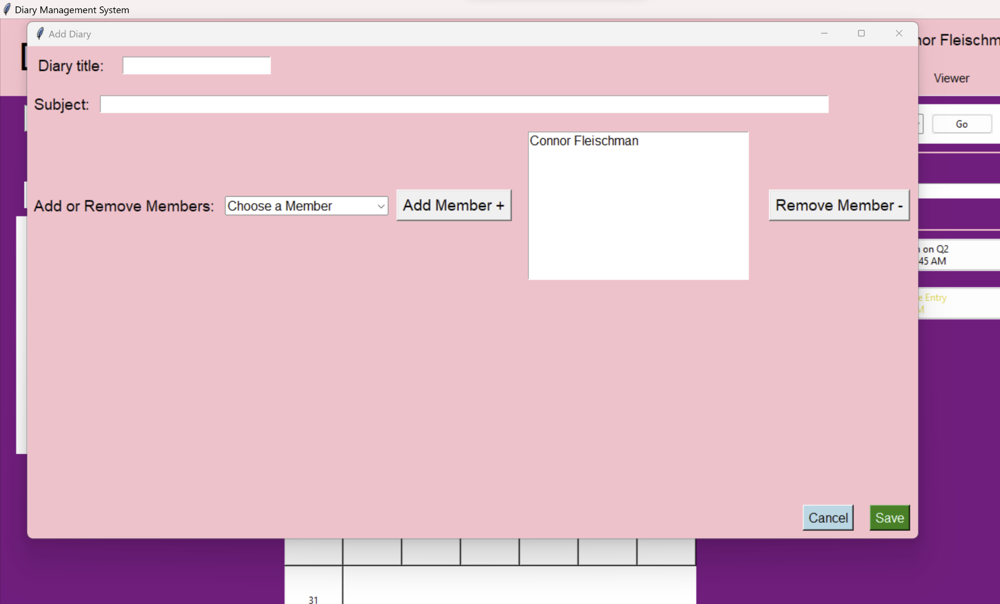 Diary Management System
Add Diary
Fleischm
Diary title:
Viewer
Subject:
Go
Connor Fleischman
Add or Remove Members: Choose a Member Add Member + Remove Member -
on Q2
45 AM
Entry
Cancel Save
31